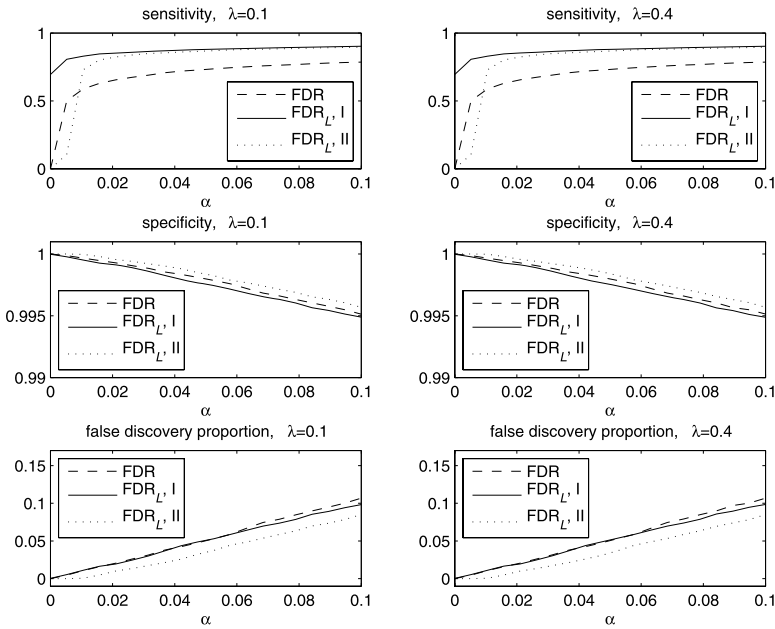 sensitivity, λ=0.1
1
0.5
0
FDR
FDR_L, I
FDR_L, II
0 0.02 0.04 0.06 0.08 0.1
α
sensitivity, λ=0.4
1
0.5
0
FDR
FDR_L, I
FDR_L, II
0 0.02 0.04 0.06 0.08 0.1
α
specificity, λ=0.1
1
0.995
0.99
FDR
FDR_L, I
FDR_L, II
0 0.02 0.04 0.06 0.08 0.1
α
specificity, λ=0.4
1
0.995
0.99
FDR
FDR_L, I
FDR_L, II
0 0.02 0.04 0.06 0.08 0.1
α
false discovery proportion, λ=0.1
0.15
0.1
0.05
0
FDR
FDR_L, I
FDR_L, II
0 0.02 0.04 0.06 0.08 0.1
α
false discovery proportion, λ=0.4
0.15
0.1
0.05
0
FDR
FDR_L, I
FDR_L, II
0 0.02 0.04 0.06 0.08 0.1
α